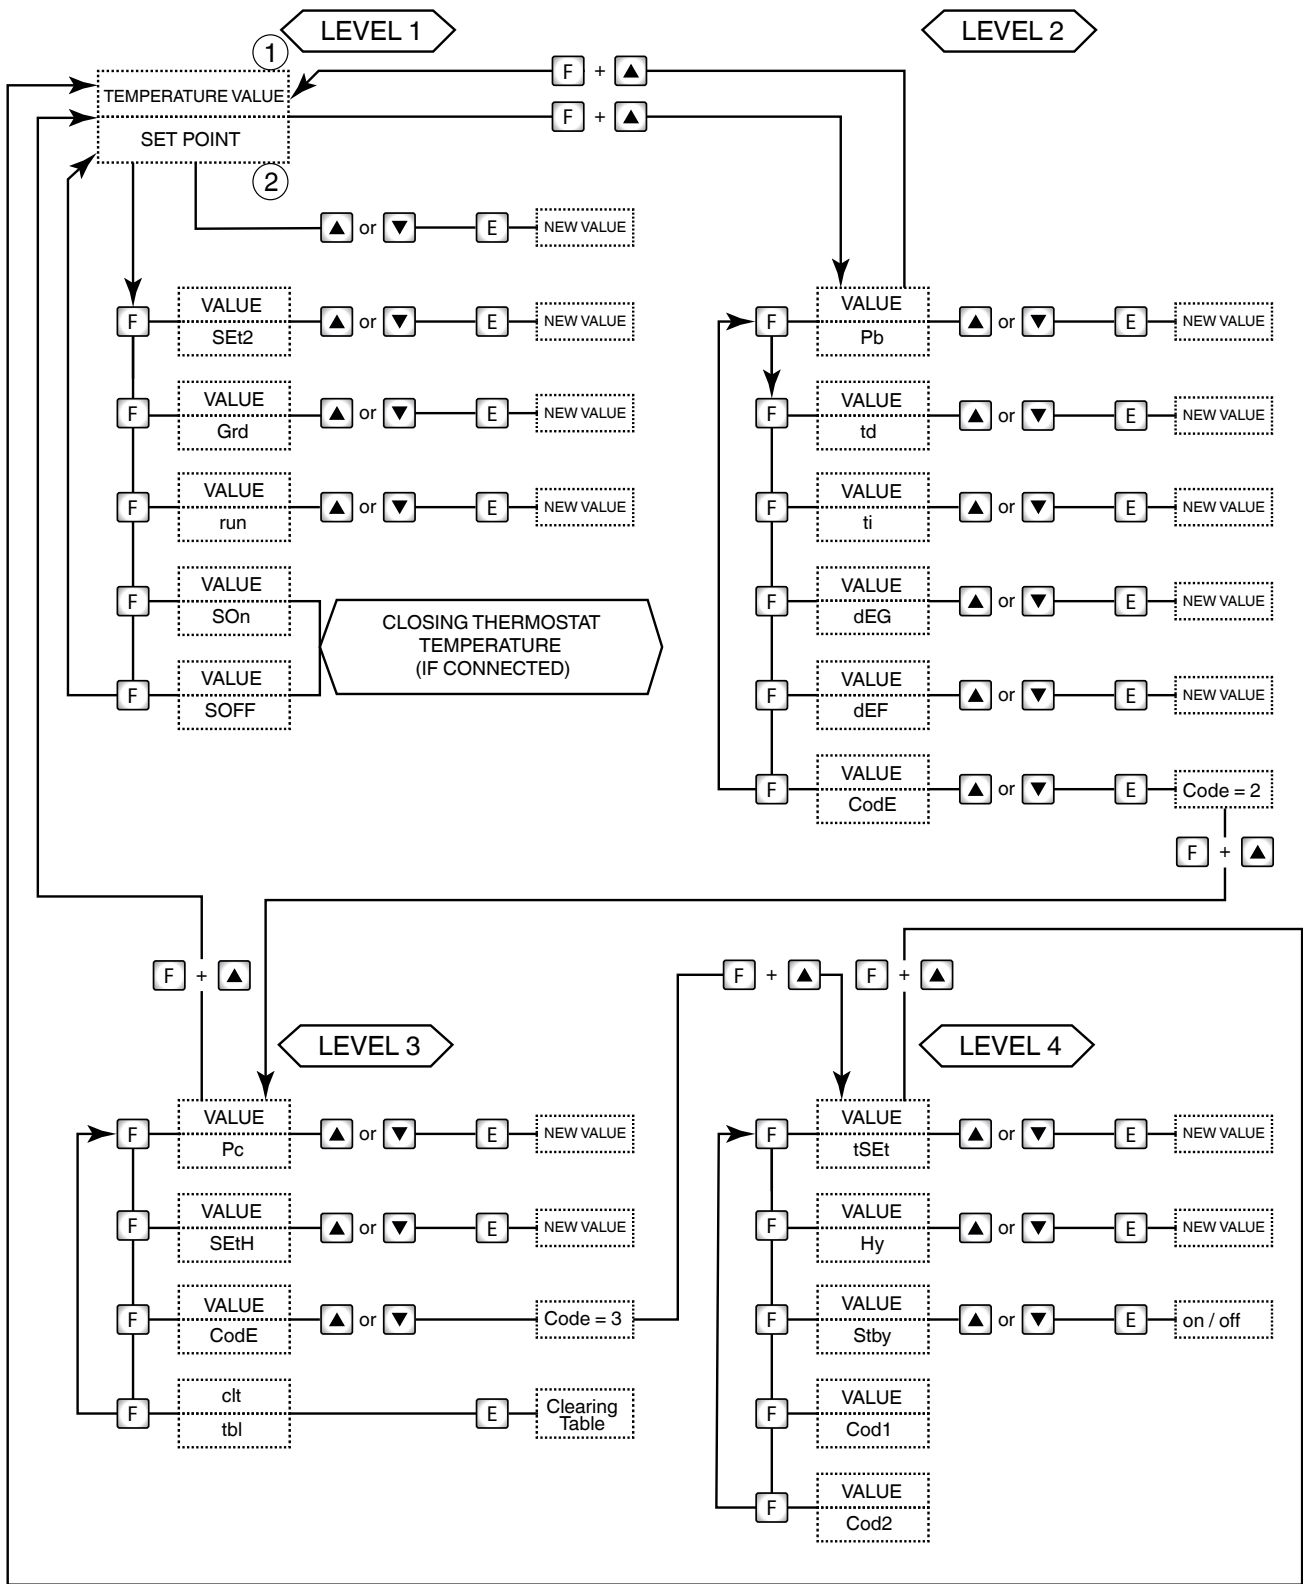 LEVEL 1
LEVEL 2
1
TEMPERATURE VALUE
SET POINT
2
F + ▲
F + ▲
▲ or ▼ E NEW VALUE
F VALUE SEt2 ▲ or ▼ E NEW VALUE
F VALUE Grd ▲ or ▼ E NEW VALUE
F VALUE run ▲ or ▼ E NEW VALUE
F VALUE SOn
F VALUE SOFF
CLOSING THERMOSTAT
TEMPERATURE
(IF CONNECTED)
F VALUE Pb ▲ or ▼ E NEW VALUE
F VALUE td ▲ or ▼ E NEW VALUE
F VALUE ti ▲ or ▼ E NEW VALUE
F VALUE dEG ▲ or ▼ E NEW VALUE
F VALUE dEF ▲ or ▼ E NEW VALUE
F VALUE CodE ▲ or ▼ E Code = 2
F + ▲
F + ▲
LEVEL 3
F VALUE Pc ▲ or ▼ E NEW VALUE
F VALUE SEtH ▲ or ▼ E NEW VALUE
F VALUE CodE ▲ or ▼ Code = 3
F clt tbl E Clearing Table
F + ▲
F + ▲
LEVEL 4
F VALUE tSEt ▲ or ▼ E NEW VALUE
F VALUE Hy ▲ or ▼ E NEW VALUE
F VALUE Stby ▲ or ▼ E on / off
F VALUE Cod1
F VALUE Cod2